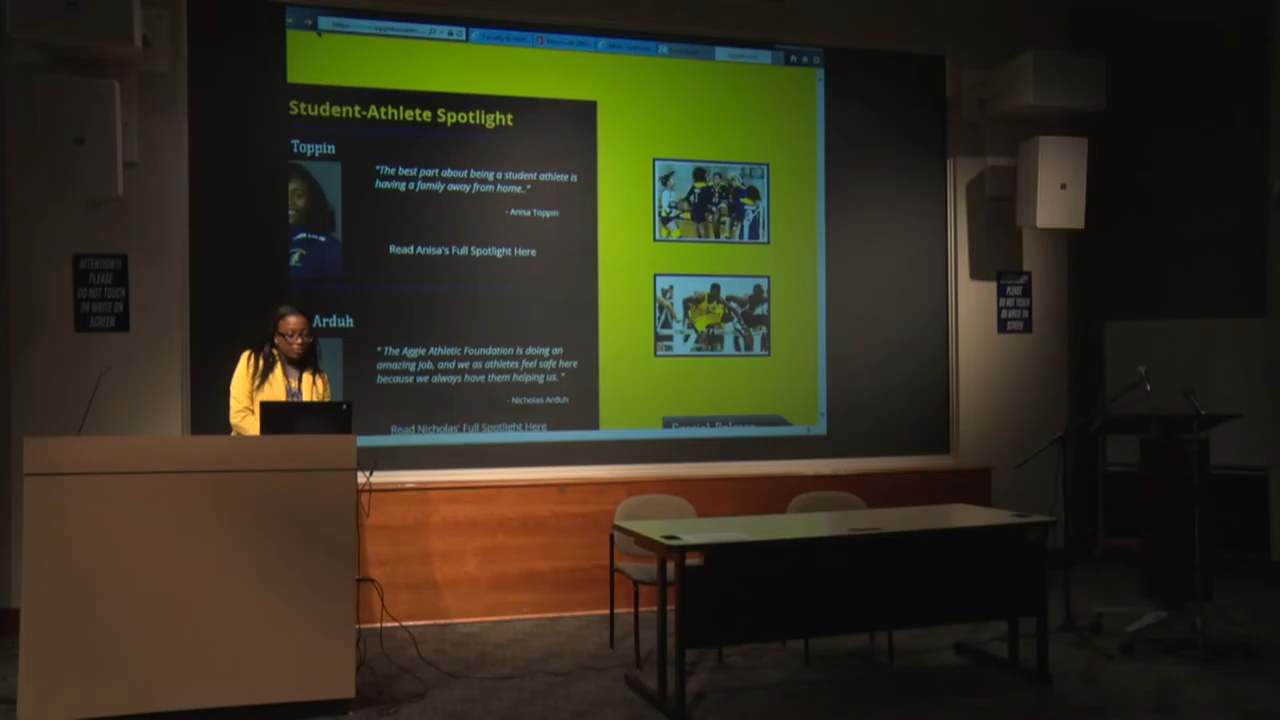 Student-Athlete Spotlight
Toppin
"The best part about being a student athlete is
having a family away from home.."
- Anisa Toppin
Read Anisa's Full Spotlight Here
Arduh
" The Aggie Athletic Foundation is doing an
amazing job, and we as athletes feel safe here
because we always have them helping us. "
- Nicholas Arduh
Read Nicholas' Full Spotlight Here
ATTENTION!!!
PLEASE
DO NOT TOUCH
OR WRITE ON
SCREEN
PLEASE
DO NOT TOUCH
OR WRITE ON
SCREEN